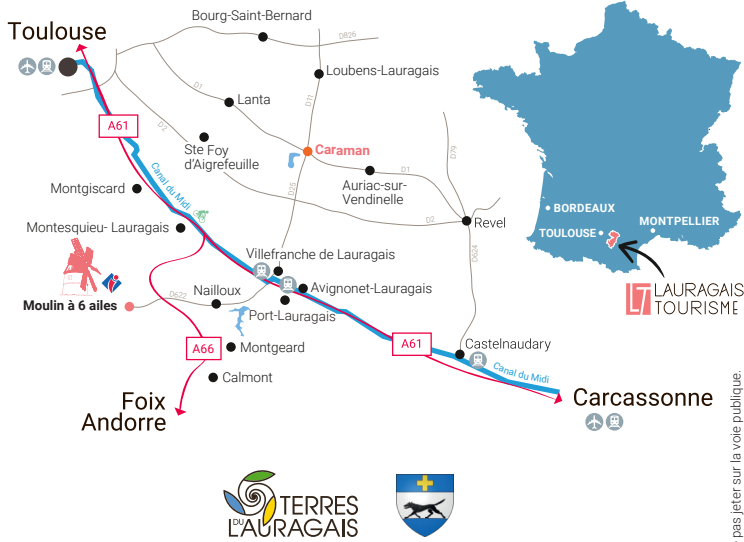 Bourg-Saint-Bernard
D826
Toulouse
Loubens-Lauragais
D1
D11
Lanta
A61
D2
Ste Foy
d'Aigrefeuille
Caraman
D79
D1
Canal du Midi
Auriac-sur-
Vendinelle
D25
Montgiscard
D2
Revel
Montesquieu- Lauragais
D624
Villefranche de Lauragais
Nailloux
Avignonet-Lauragais
D622
Moulin à 6 ailes
Port-Lauragais
A66
Montgeard
A61
Castelnaudary
Calmont
Canal du Midi
Foix
Andorre
Carcassonne
BORDEAUX
TOULOUSE
MONTPELLIER
LT
LAURAGAIS
TOURISME
TERRES
DU LAURAGAIS
pas jeter sur la voie publique.